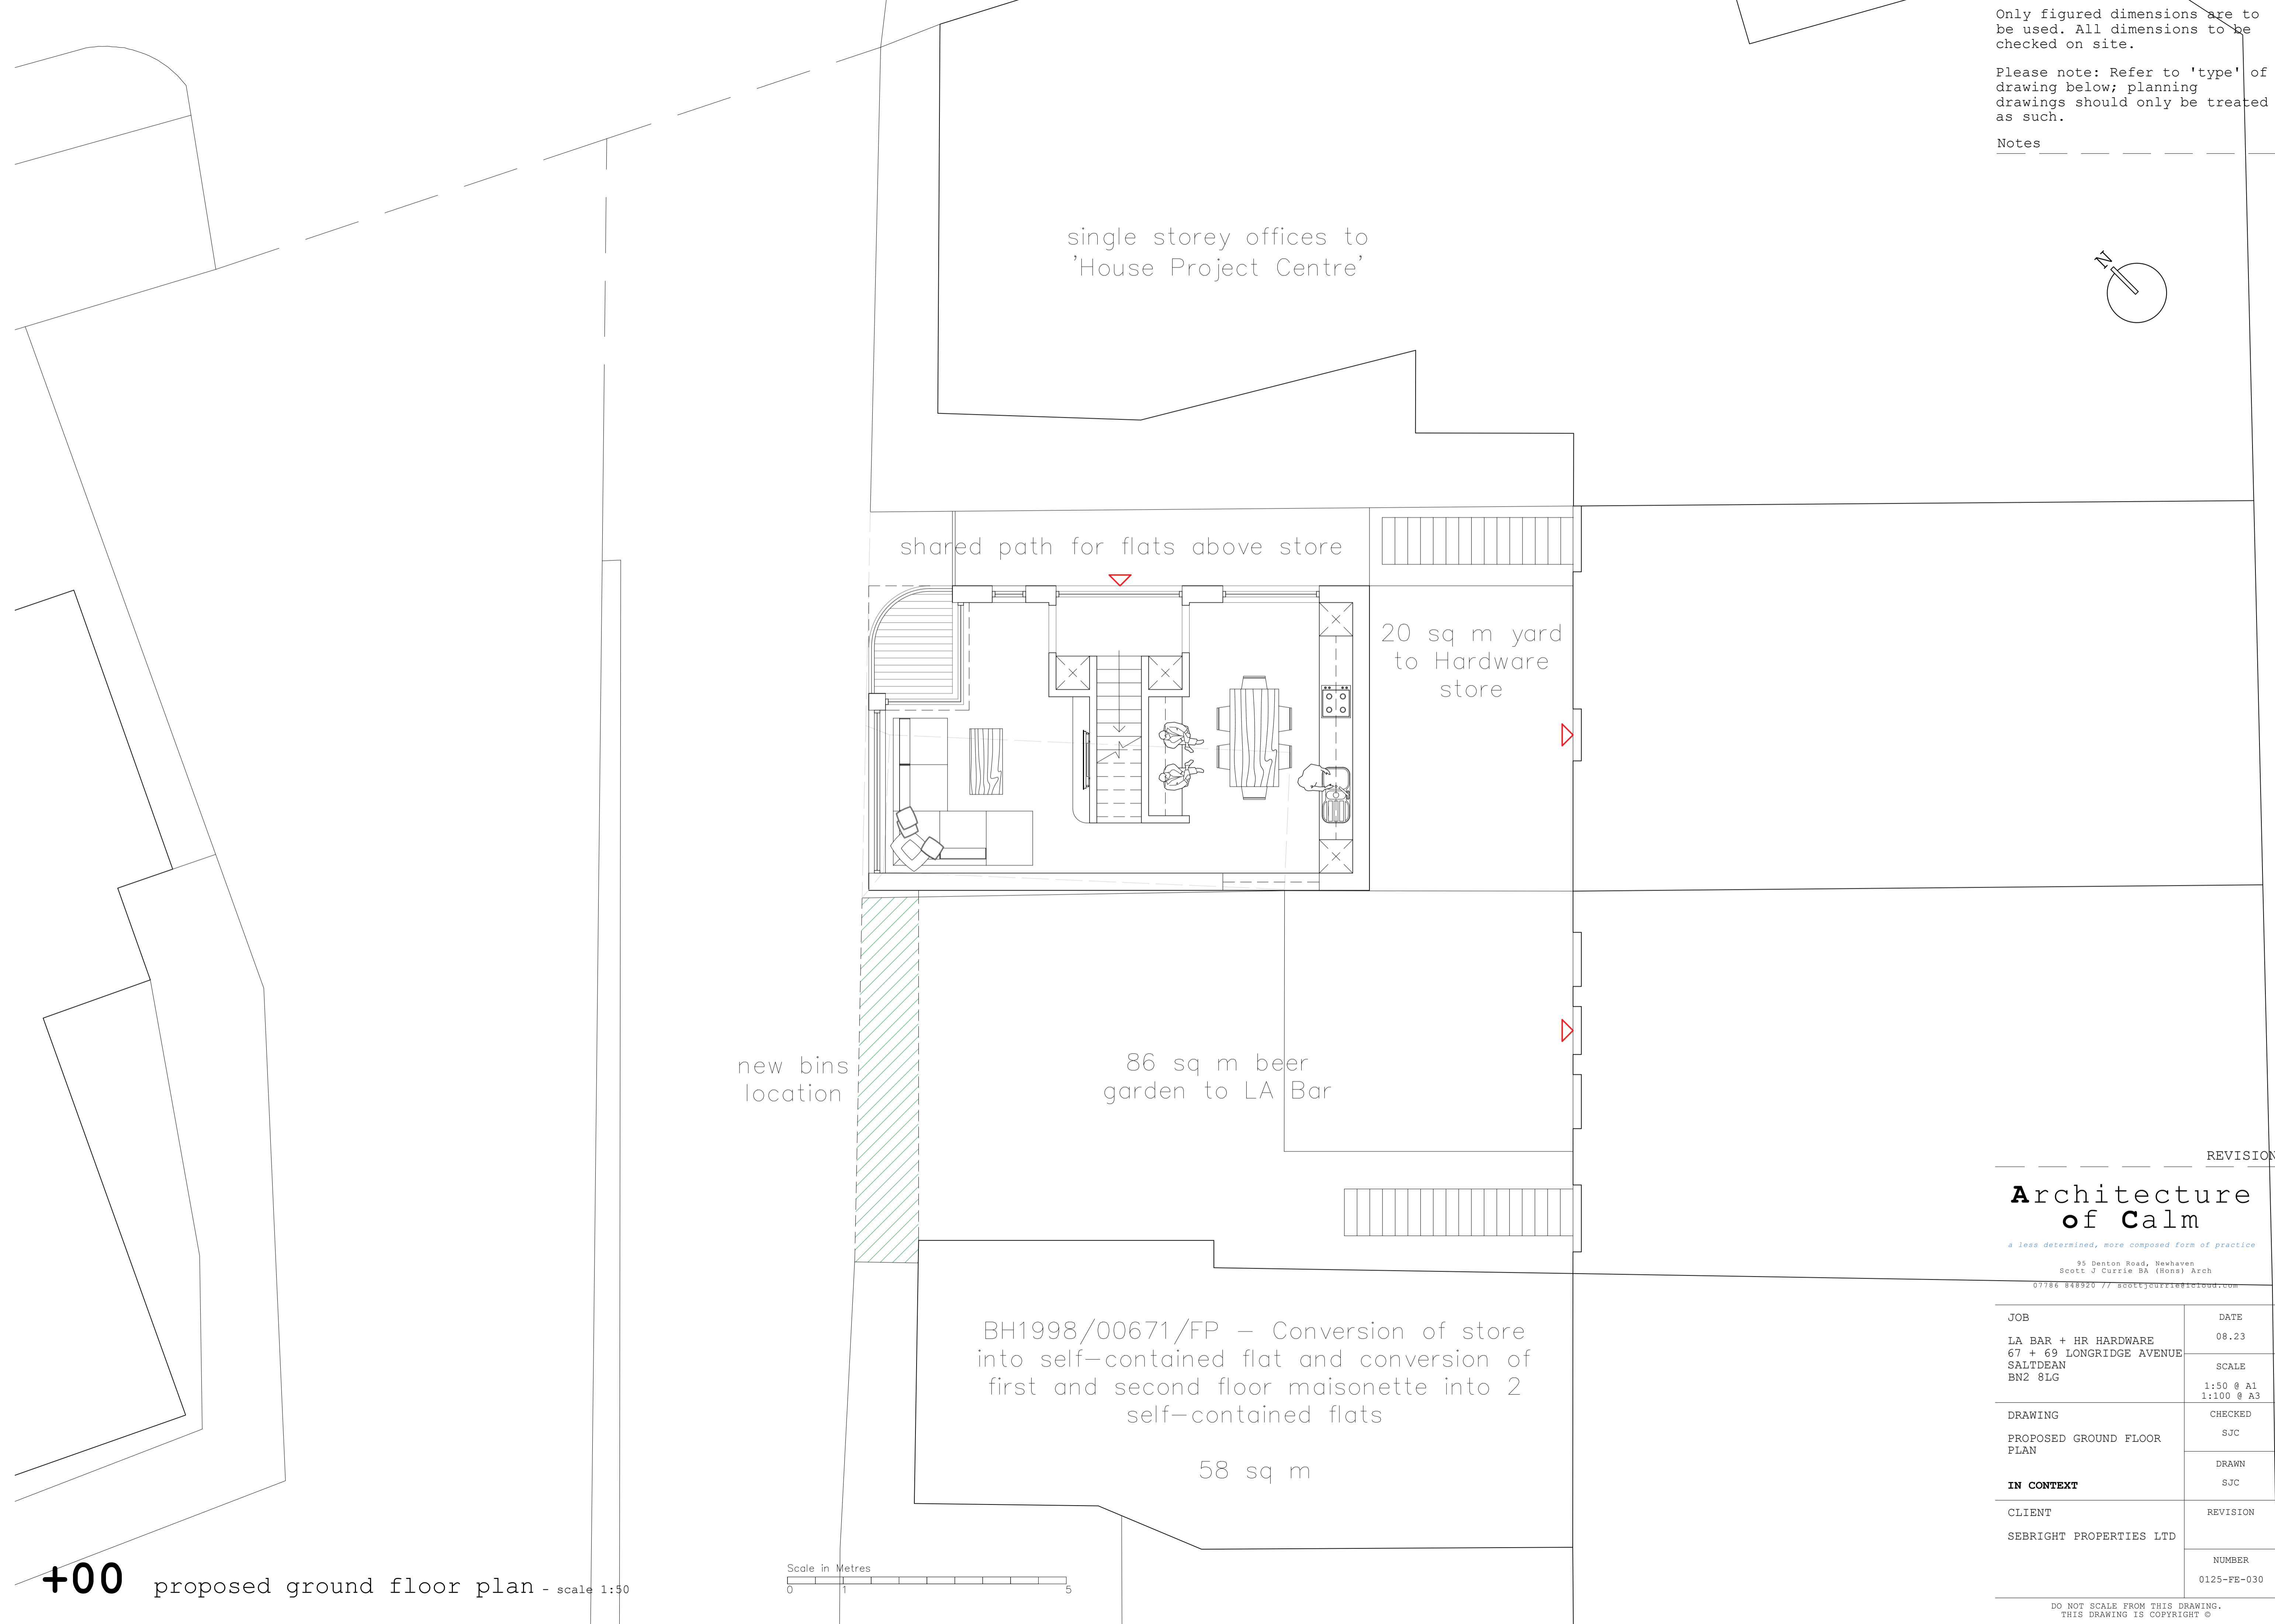 Only figured dimensions are to
be used. All dimensions to be
checked on site.
Please note: Refer to 'type' of
drawing below; planning
drawings should only be treated
as such.
Notes
N
single storey offices to
'House Project Centre'
shared path for flats above store
20 sq m yard
to Hardware
store
new bins
location
86 sq m beer
garden to LA Bar
BH1998/00671/FP – Conversion of store
into self-contained flat and conversion of
first and second floor maisonette into 2
self-contained flats
58 sq m
+00 proposed ground floor plan - scale 1:50
Scale in Metres
0 1 5
REVISION
Architecture
of Calm
a less determined, more composed form of practice
95 Denton Road, Newhaven
Scott J Currie BA (Hons) Arch
07786 848920 // scottjcurrie@icloud.com
JOB
LA BAR + HR HARDWARE
67 + 69 LONGRIDGE AVENUE
SALTDEAN
BN2 8LG
DATE
08.23
SCALE
1:50 @ A1
1:100 @ A3
DRAWING
PROPOSED GROUND FLOOR
PLAN
IN CONTEXT
CHECKED
SJC
DRAWN
SJC
CLIENT
SEBRIGHT PROPERTIES LTD
REVISION
NUMBER
0125-FE-030
DO NOT SCALE FROM THIS DRAWING.
THIS DRAWING IS COPYRIGHT ©